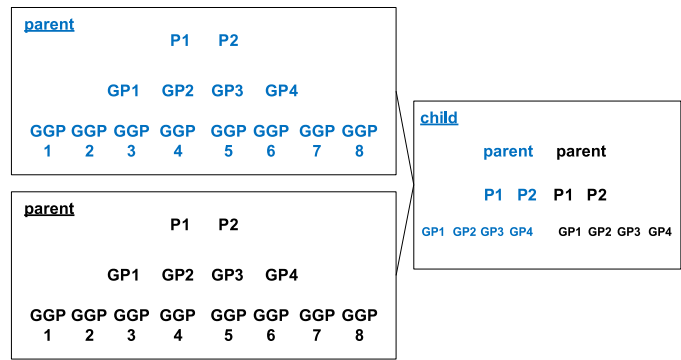 parent
P1 P2
GP1 GP2 GP3 GP4
GGP GGP GGP GGP GGP GGP GGP GGP
1 2 3 4 5 6 7 8
parent
P1 P2
GP1 GP2 GP3 GP4
GGP GGP GGP GGP GGP GGP GGP GGP
1 2 3 4 5 6 7 8
child
parent parent
P1 P2 P1 P2
GP1 GP2 GP3 GP4 GP1 GP2 GP3 GP4